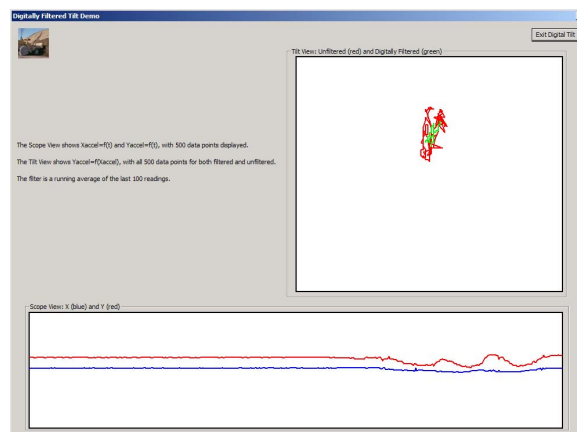 Digitally Filtered Tilt Demo
Exit Digital Tilt
Tilt View: Unfiltered (red) and Digitally Filtered (green)
The Scope View shows Xaccel=f(t) and Yaccel=f(t), with 500 data points displayed.
The Tilt View shows Yaccel=f(Xaccel), with all 500 data points for both filtered and unfiltered.
The filter is a running average of the last 100 readings.
Scope View: X (blue) and Y (red)